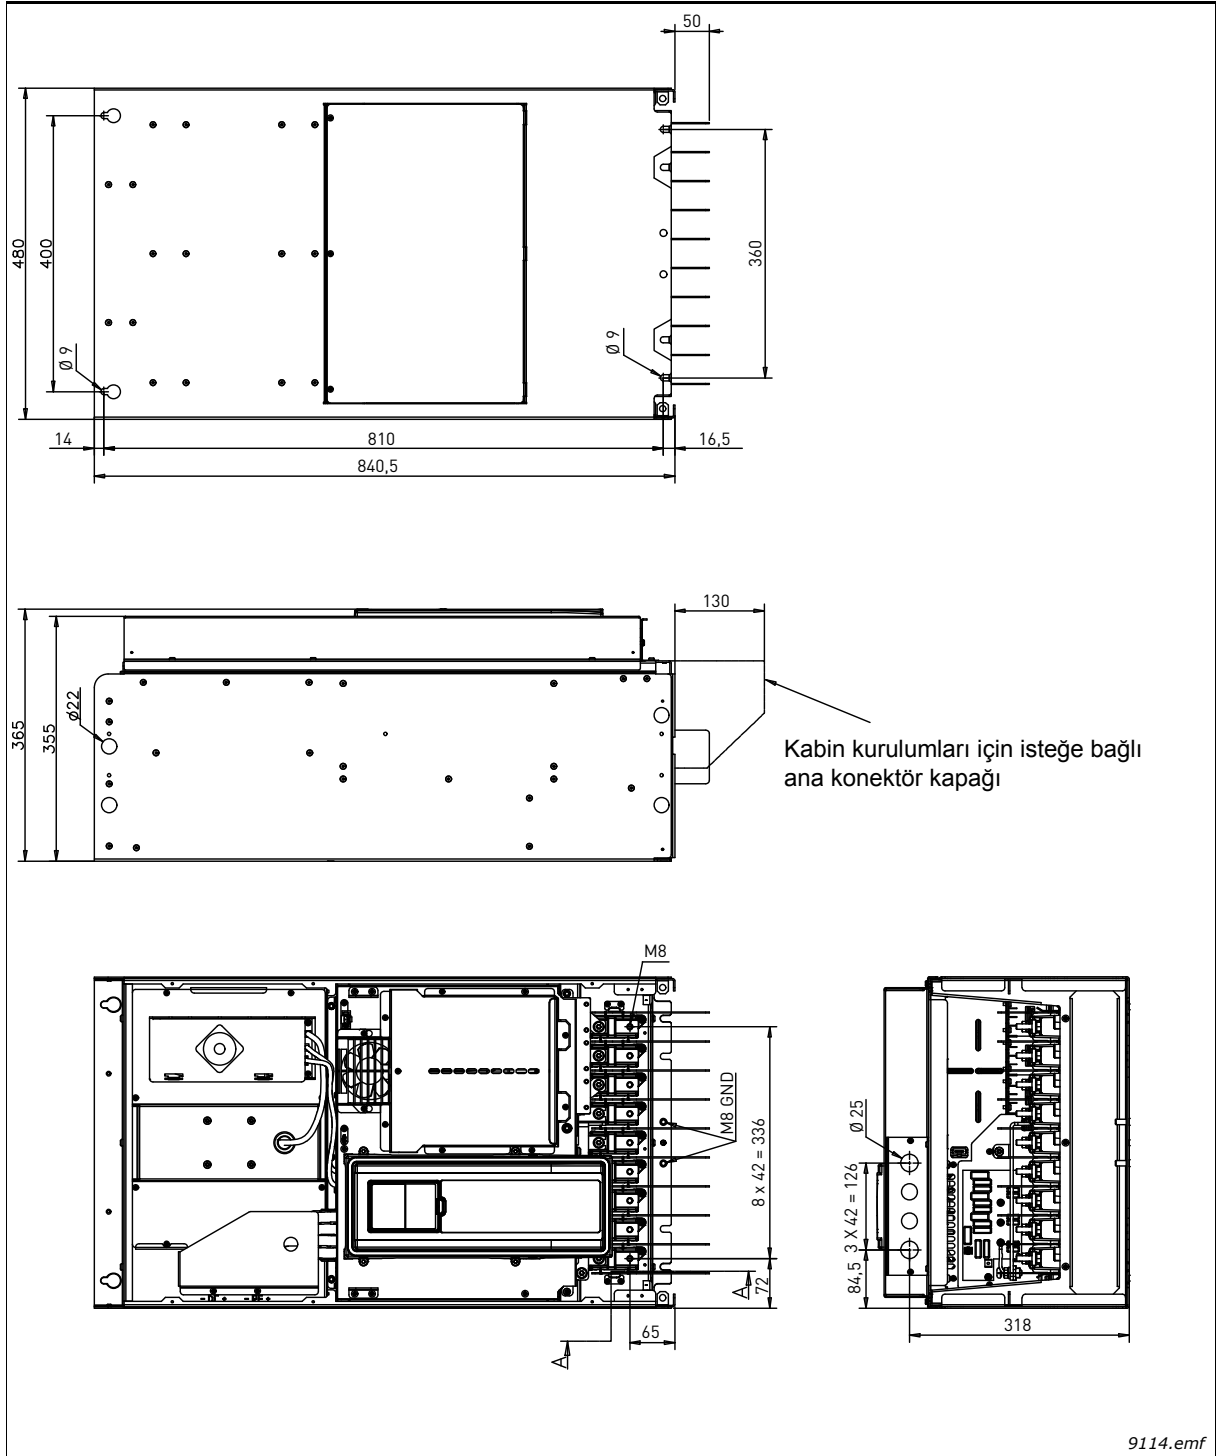 50
480
400
360
Ø 9
Ø 9
14
810
16,5
840,5
365
355
ø22
130
Kabin kurulumları için isteğe bağlı
ana konektör kapağı
M8
M8 GND
8 x 42 = 336
72
A
A
65
Ø 25
3 X 42 = 126
84,5
318
9114.emf